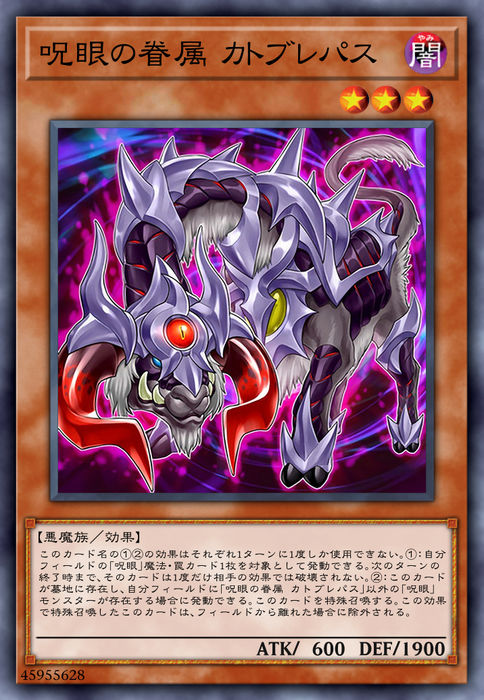 呪眼の眷属 カトブレパス
やみ
闇
【悪魔族/効果】
このカード名の①②の効果はそれぞれ1ターンに1度しか使用できない。①:自分
フィールドの「呪眼」魔法・罠カード1枚を対象として発動できる。次のターンの
終了時まで、そのカードは1度だけ相手の効果では破壊されない。②:このカード
が墓地に存在し、自分フィールドに「呪眼の眷属 カトブレパス」以外の「呪眼」
モンスターが存在する場合に発動できる。このカードを特殊召喚する。この効果
で特殊召喚したこのカードは、フィールドから離れた場合に除外される。
ATK/ 600 DEF/1900
45955628